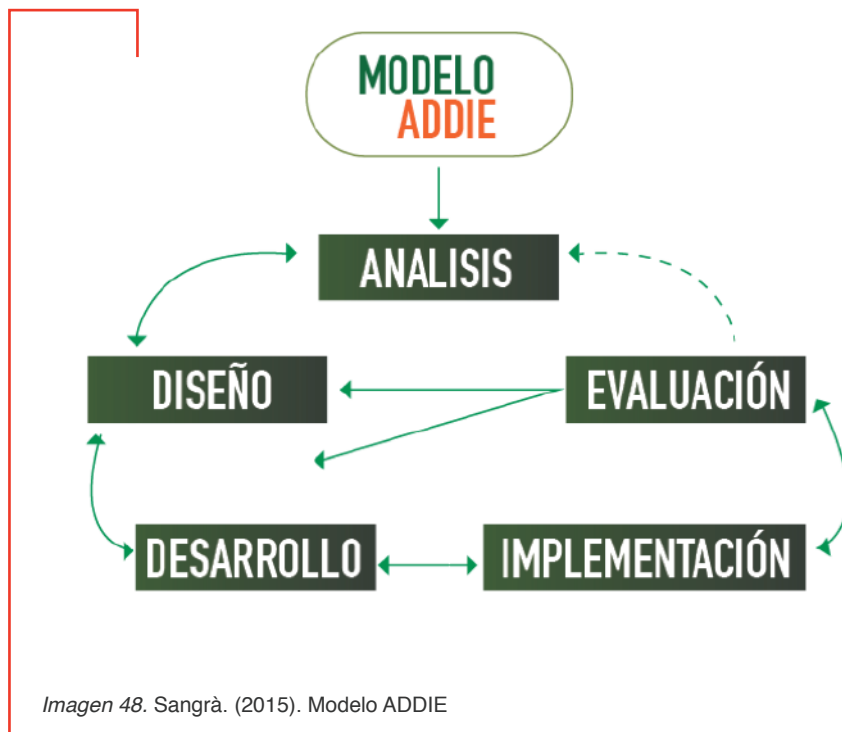 MODELO
ADDIE
ANALISIS
DISEÑO
EVALUACIÓN
DESARROLLO
IMPLEMENTACIÓN
Imagen 48. Sangrà. (2015). Modelo ADDIE